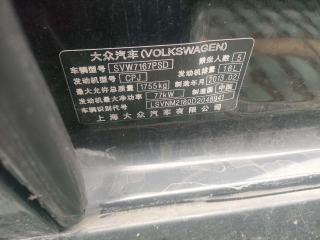 大众汽车(VOLKSWAGEN)
车辆型号 SVW7167PSD 乘坐人数 5
发动机型号 CPJ 发动机排量 1.6L
最大允许总质量 1755kg 制造年月 2013.02
发动机最大净功率 77kW 制造国 中国
车辆识别代号 LSVNM2180D2048941
上海大众汽车有限公司